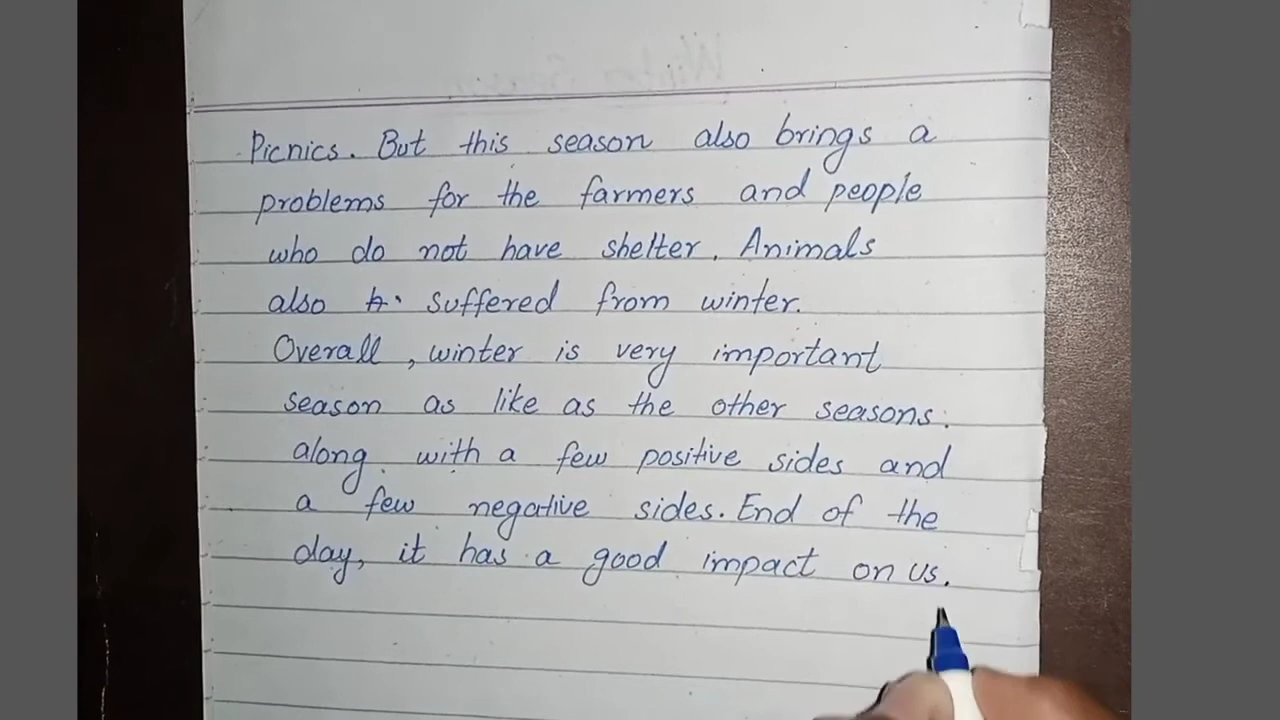 Picnics. But this season also brings a
problems for the farmers and people
who do not have shelter. Animals
also suffered from winter.
Overall, winter is very important
season as like as the other seasons.
along with a few positive sides and
a few negative sides. End of the
day, it has a good impact on us.